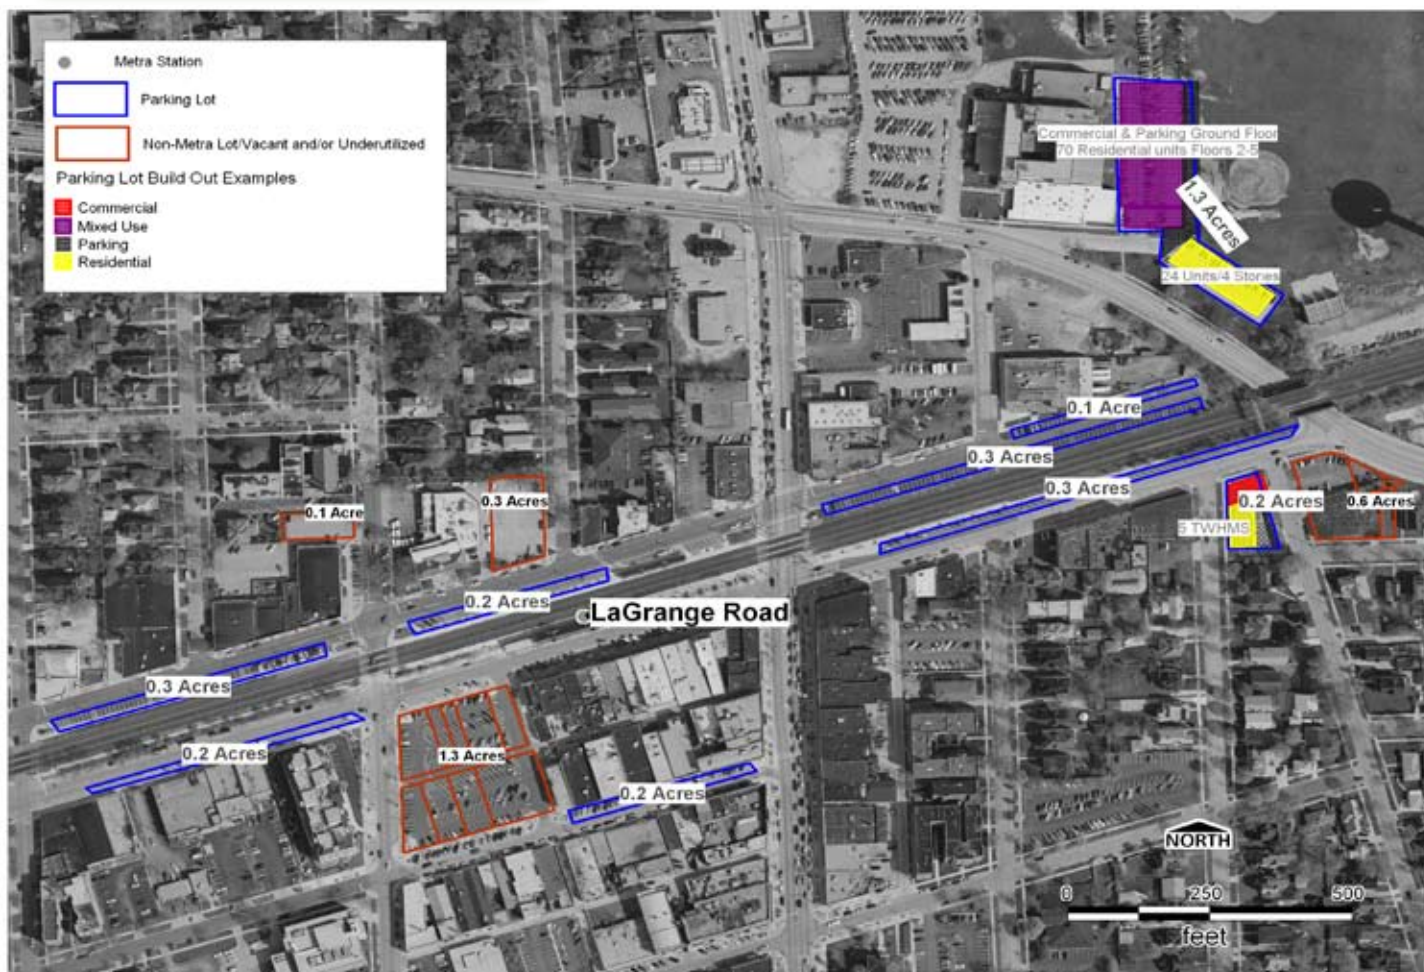 Metra Station
Parking Lot
Non-Metra Lot/Vacant and/or Underutilized
Parking Lot Build Out Examples
Commercial
Mixed Use
Parking
Residential
Commercial & Parking Ground Floor
70 Residential units Floors 2-5
1.3 Acres
24 Units/4 Stories
0.1 Acre
0.3 Acres
0.3 Acres
0.2 Acres
0.6 Acres
5 TWHMS
0.1 Acre
0.3 Acres
0.2 Acres
LaGrange Road
0.3 Acres
0.2 Acres
1.3 Acres
0.2 Acres
NORTH
0 250 500
feet